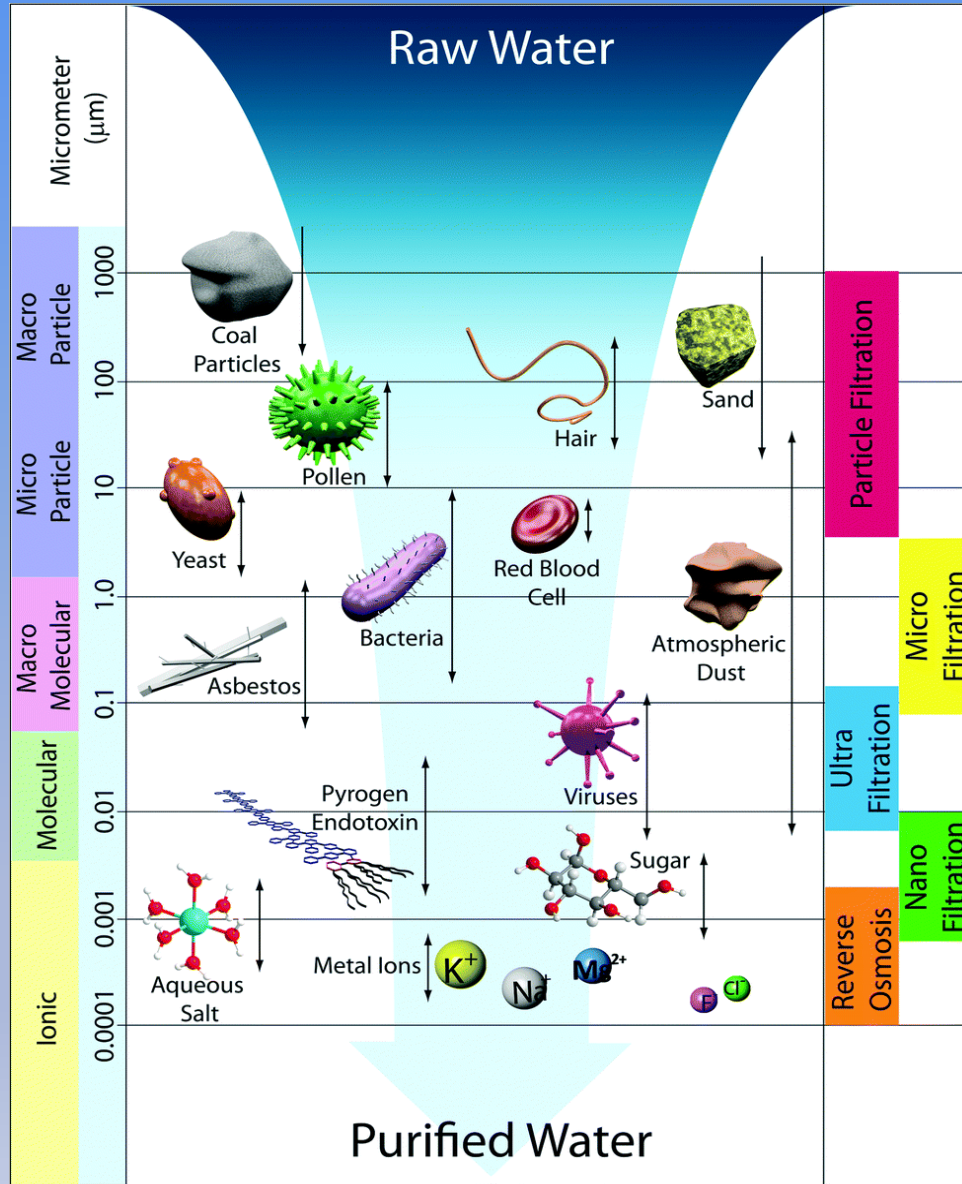 Raw Water
Micrometer
(μm)
Macro
Particle
Micro
Particle
Macro
Molecular
Molecular
Ionic
1000
100
10
1.0
0.1
0.01
0.001
0.0001
Coal
Particles
Pollen
Hair
Sand
Yeast
Bacteria
Red Blood
Cell
Atmospheric
Dust
Asbestos
Viruses
Pyrogen
Endotoxin
Sugar
Aqueous
Salt
Metal Ions
K+
Na+
Mg2+
F
Cl-
Particle Filtration
Micro
Filtration
Ultra
Filtration
Nano
Filtration
Reverse
Osmosis
Purified Water